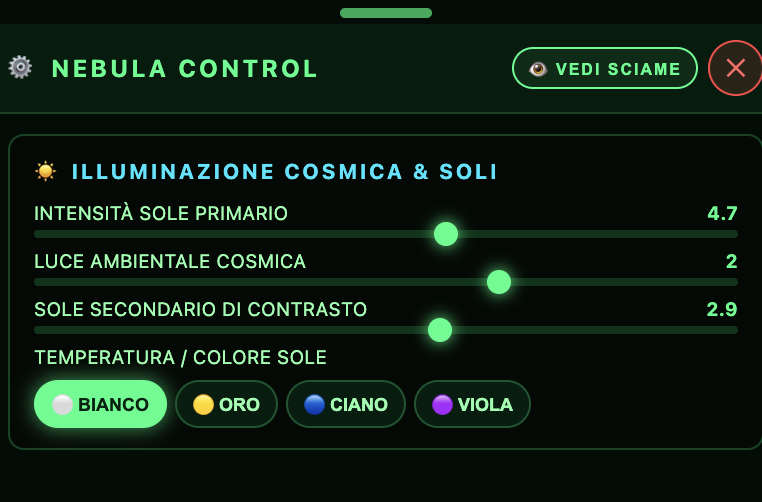 NEBULA CONTROL
VEDI SCIAME
ILLUMINAZIONE COSMICA & SOLI
INTENSITÀ SOLE PRIMARIO 4.7
LUCE AMBIENTALE COSMICA 2
SOLE SECONDARIO DI CONTRASTO 2.9
TEMPERATURA / COLORE SOLE
BIANCO ORO CIANO VIOLA